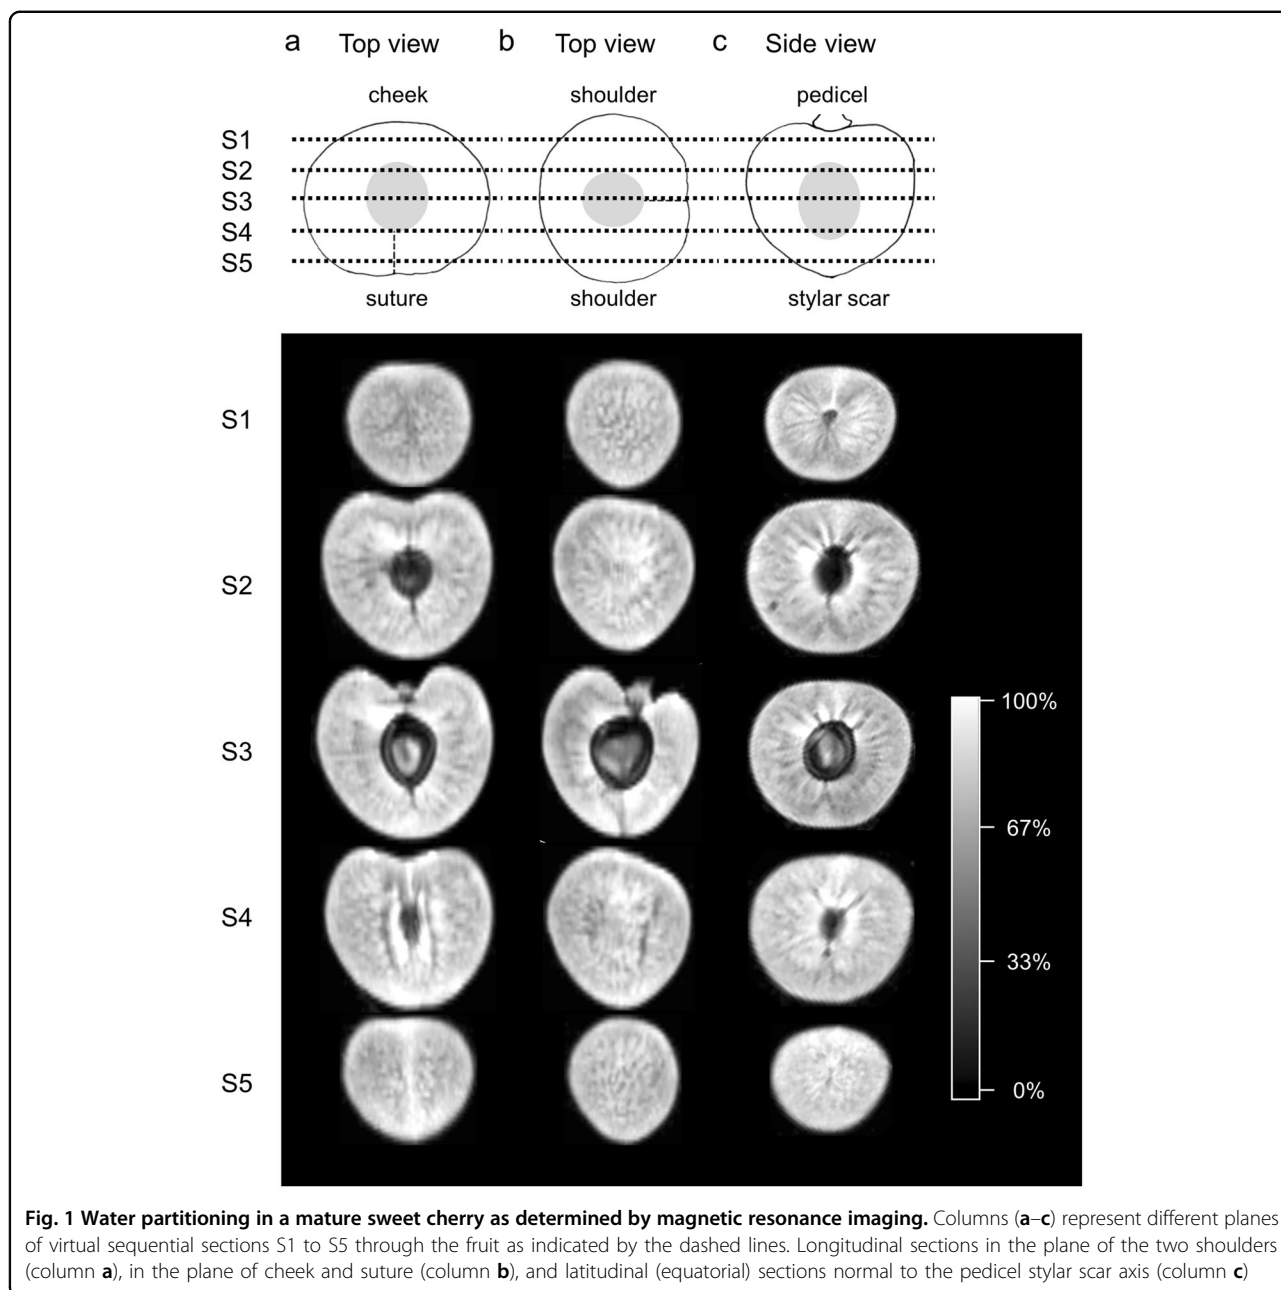 a Top view b Top view c Side view
cheek shoulder pedicel
S1
S2
S3
S4
S5
suture shoulder stylar scar
S1
S2
S3
S4
S5
100%
67%
33%
0%
Fig. 1 Water partitioning in a mature sweet cherry as determined by magnetic resonance imaging. Columns (a–c) represent different planes
of virtual sequential sections S1 to S5 through the fruit as indicated by the dashed lines. Longitudinal sections in the plane of the two shoulders
(column a), in the plane of cheek and suture (column b), and latitudinal (equatorial) sections normal to the pedicel stylar scar axis (column c)